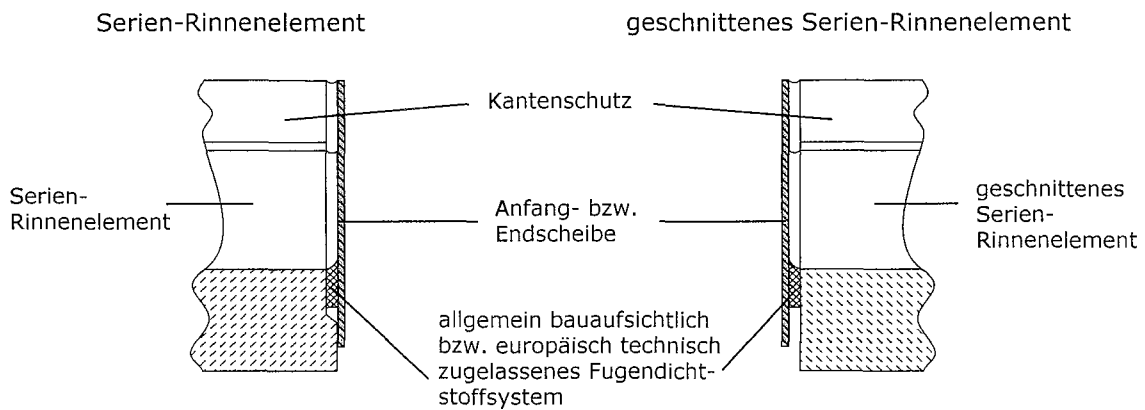 Serien-Rinnenelement
geschnittenes Serien-Rinnenelement
Kantenschutz
Serien-
Rinnenelement
Anfang- bzw.
Endscheibe
geschnittenes
Serien-
Rinnenelement
allgemein bauaufsichtlich
bzw. europäisch technisch
zugelassenes Fugendicht-
stoffsystem